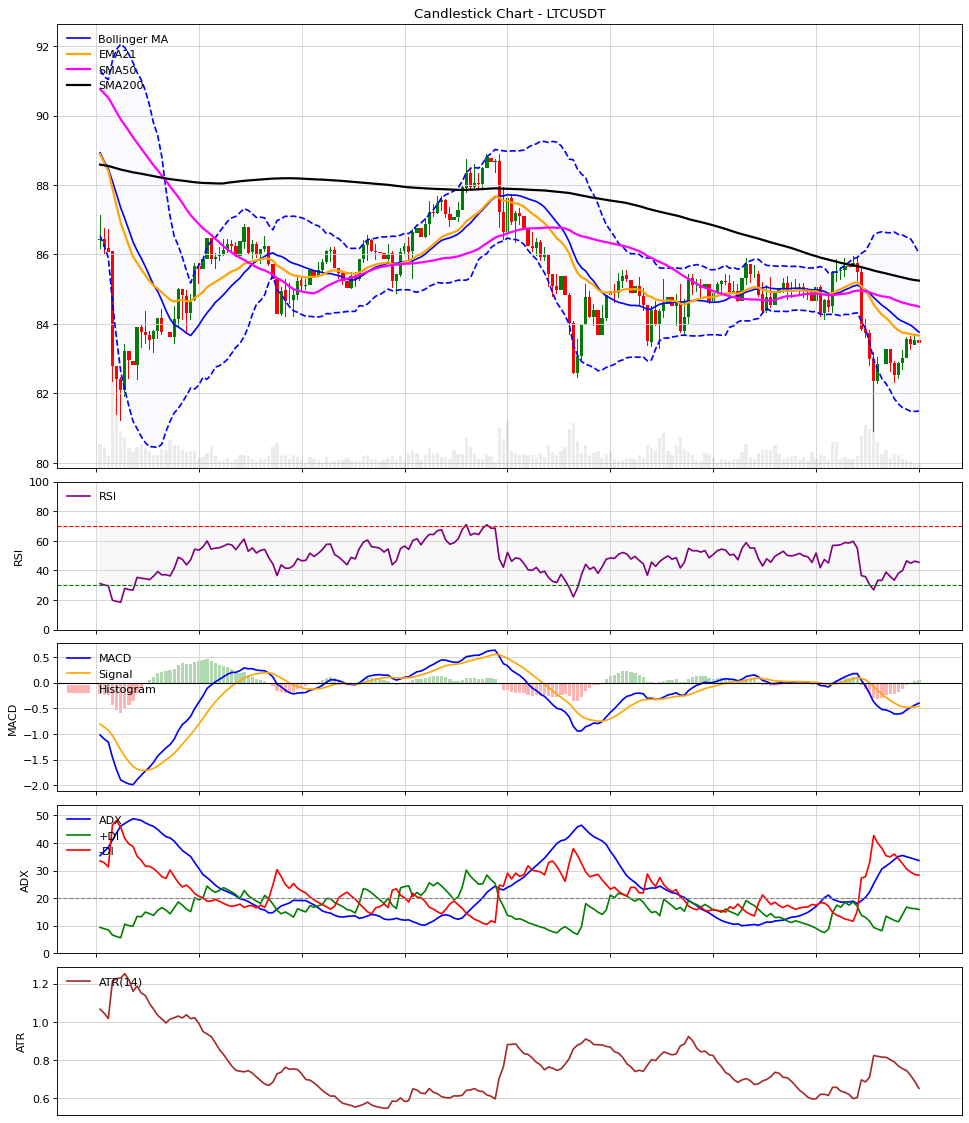 Candlestick Chart - LTCUSDT
Bollinger MA
EMA21
SMA50
SMA200
92
90
88
86
84
82
80
RSI
RSI
100
80
60
40
20
0
MACD
Signal
Histogram
MACD
0.5
0.0
−0.5
−1.0
−1.5
−2.0
ADX
+DI
-DI
ADX
50
40
30
20
10
0
ATR(14)
ATR
1.2
1.0
0.8
0.6